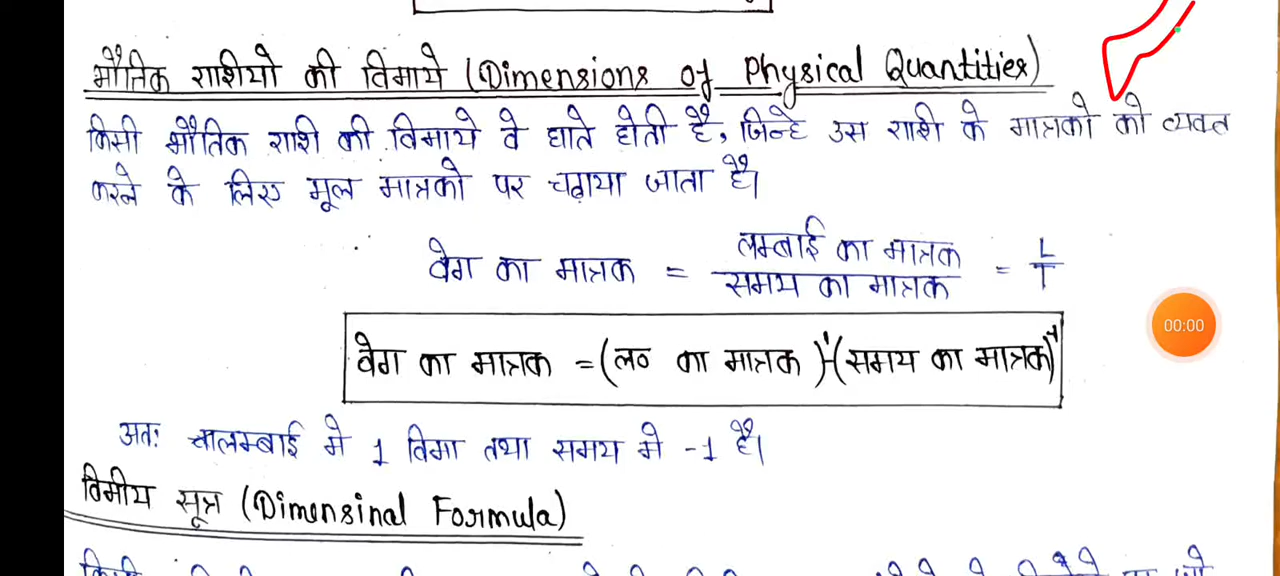 भौतिक राशियो की विमाये (Dimensions of Physical Quantities)
किसी भौतिक राशि की विमाये वे घाते होती है, जिन्हे उस राशि के मात्रको को व्यक्त
करने के लिए मूल मात्रको पर चढ़ाया जाता है।
वेग का मात्रक = लम्बाई का मात्रक / समय का मात्रक = L / T
वेग का मात्रक = (ल० का मात्रक)¹-(समय का मात्रक)⁻¹
00:00
अतः लम्बाई मे 1 विमा तथा समय मे -1 है।
विमीय सूत्र (Dimensinal Formula)